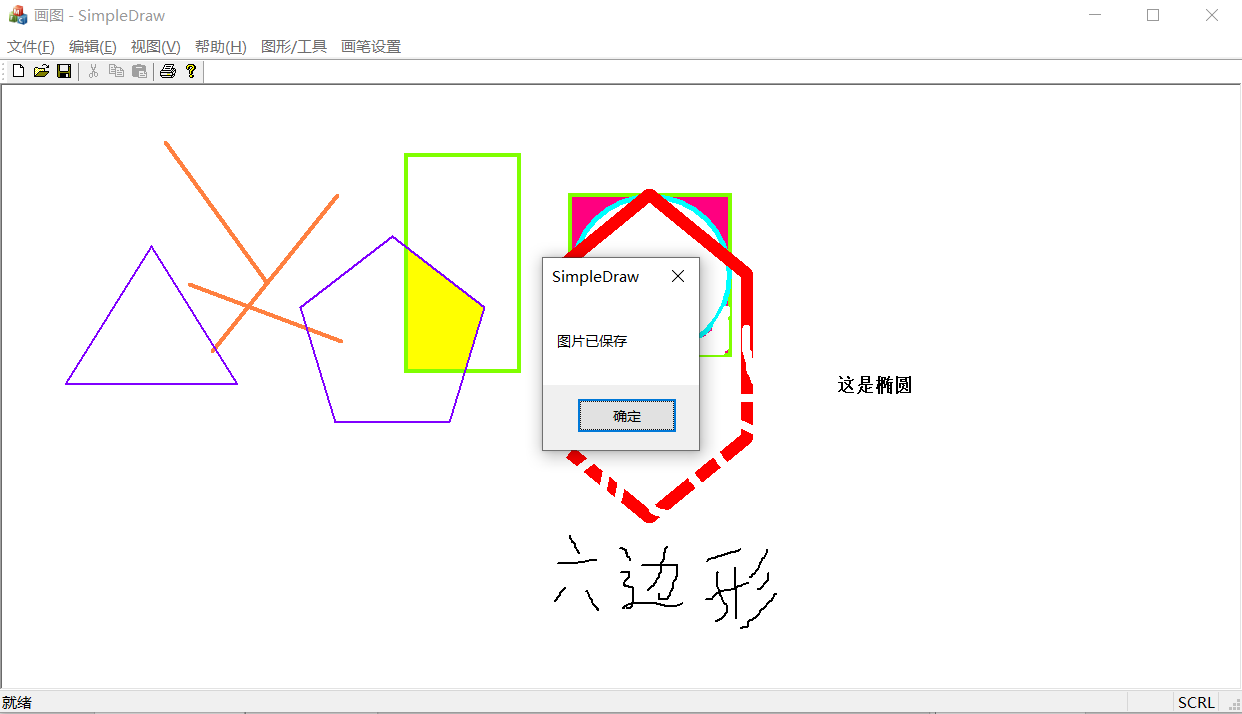 画图 - SimpleDraw
文件(F) 编辑(E) 视图(V) 帮助(H) 图形/工具 画笔设置
SimpleDraw
图片已保存
确定
这是椭圆
六边形
就绪
SCRL